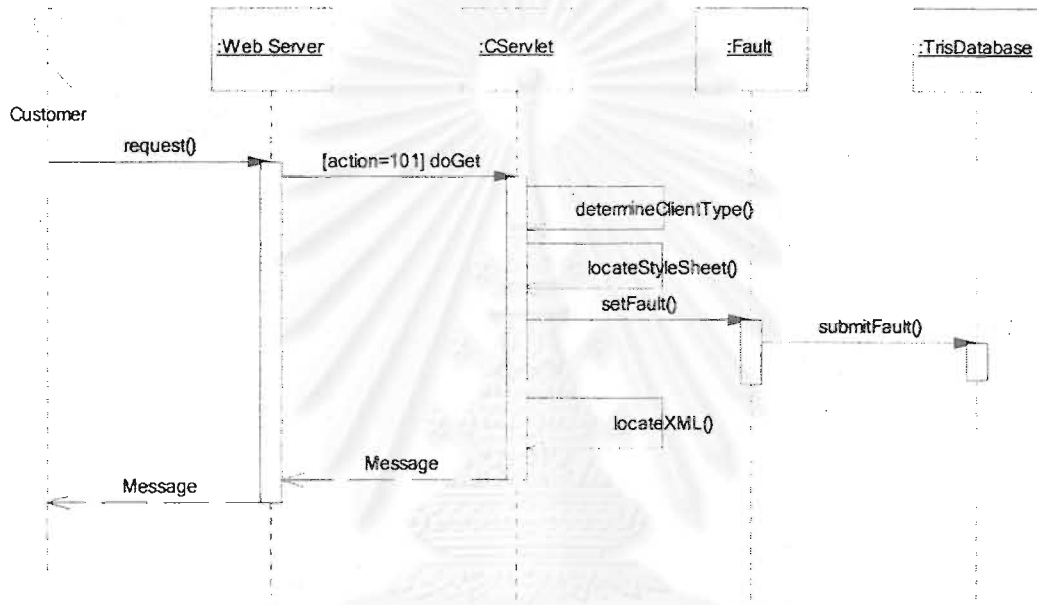 :Web Server
:CServlet
:Fault
:TrisDatabase
Customer
request()
[action=101] doGet
determineClientType()
locateStyleSheet()
setFault()
submitFault()
locateXML()
Message
Message